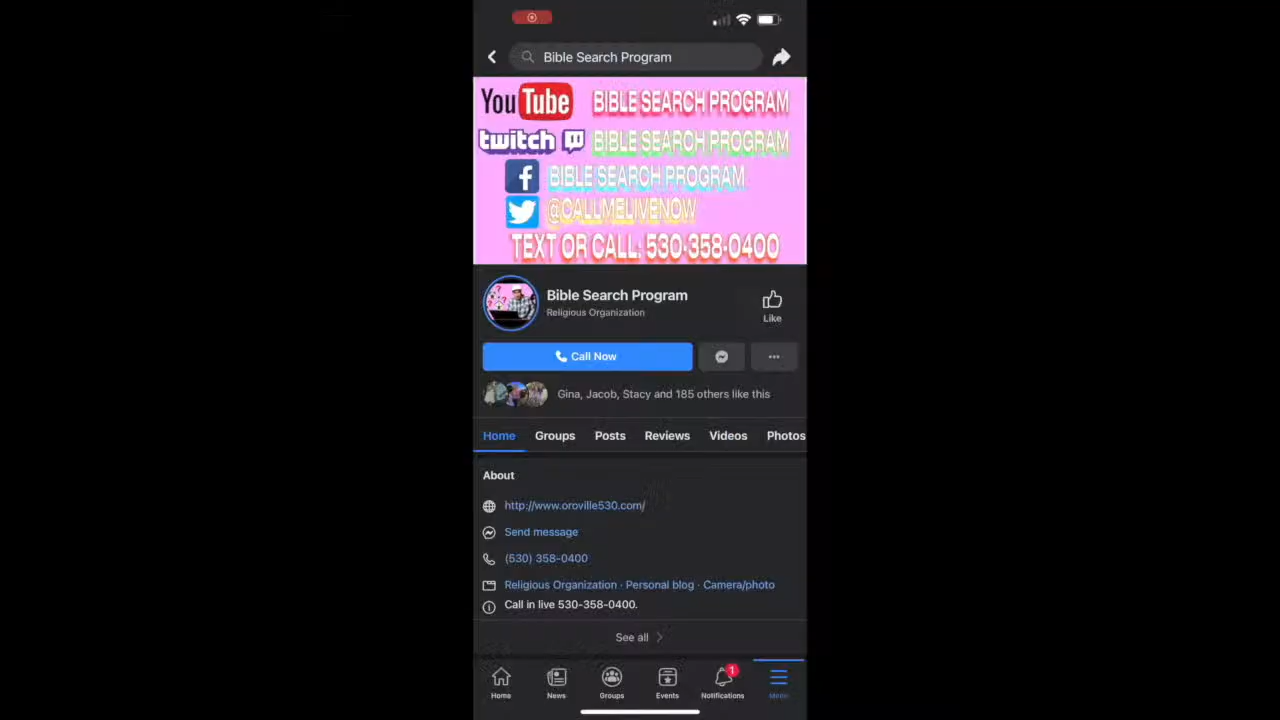 Bible Search Program
YouTube BIBLE SEARCH PROGRAM
twitch BIBLE SEARCH PROGRAM
f BIBLE SEARCH PROGRAM
@CALLMELIVENOW
TEXT OR CALL: 530-358-0400
Bible Search Program
Religious Organization
Like
Call Now
Gina, Jacob, Stacy and 185 others like this
Home Groups Posts Reviews Videos Photos
About
http://www.oroville530.com/
Send message
(530) 358-0400
Religious Organization · Personal blog · Camera/photo
Call in live 530-358-0400.
See all
1
Home News Groups Events Notifications Menu